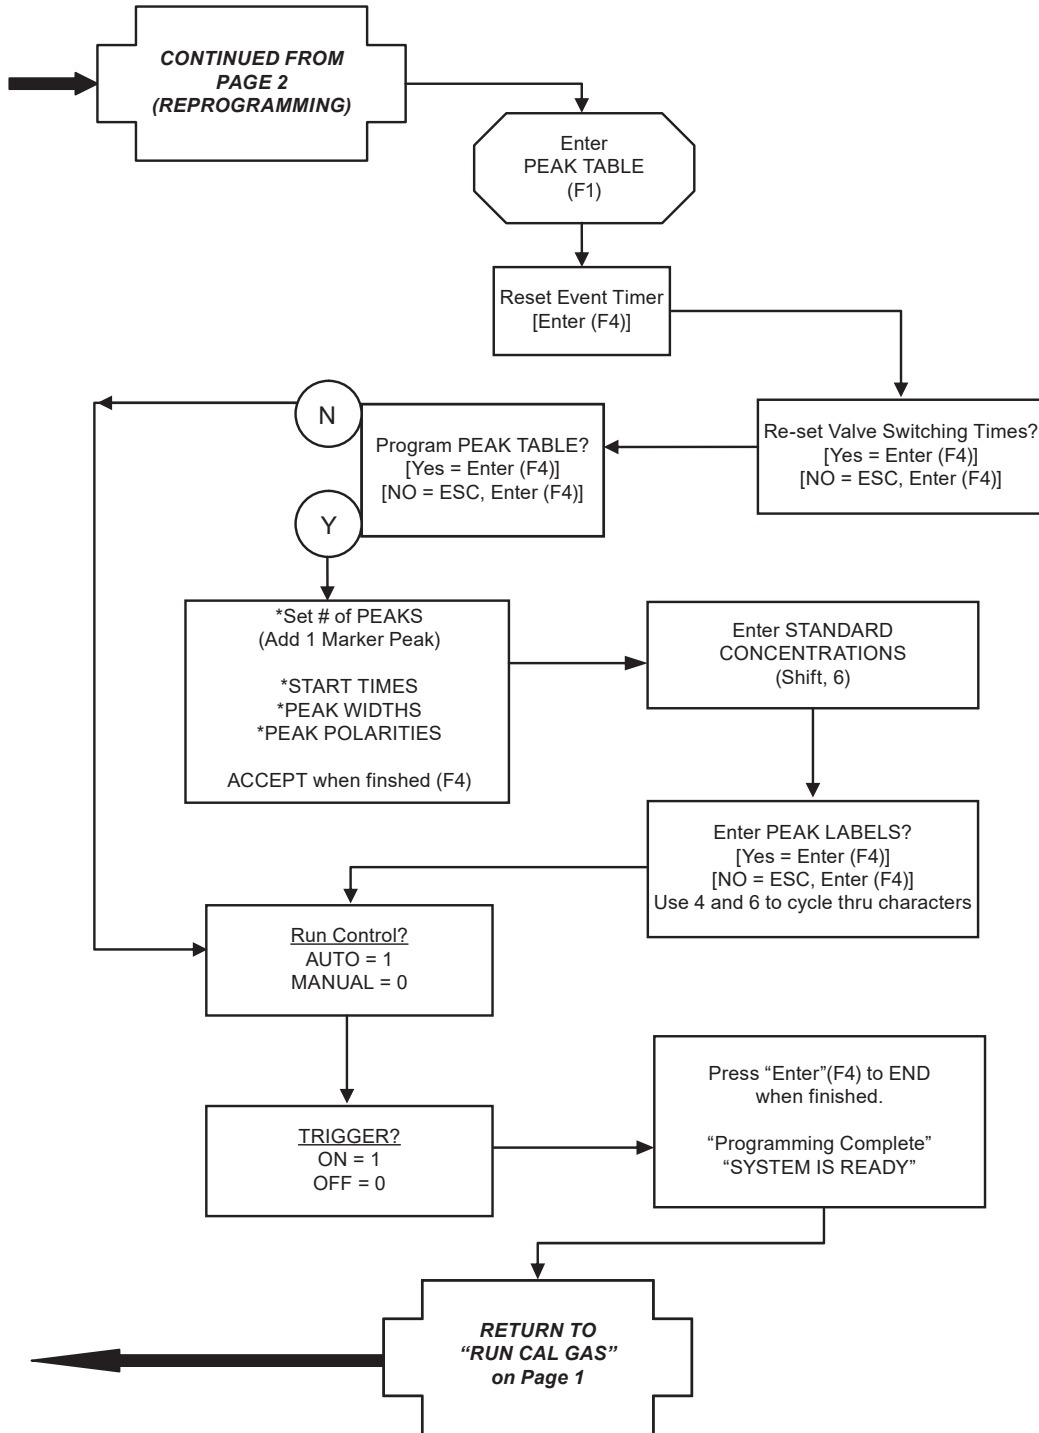 CONTINUED FROM
PAGE 2
(REPROGRAMMING)
Enter
PEAK TABLE
(F1)
Reset Event Timer
[Enter (F4)]
Re-set Valve Switching Times?
[Yes = Enter (F4)]
[NO = ESC, Enter (F4)]
N
Program PEAK TABLE?
[Yes = Enter (F4)]
[NO = ESC, Enter (F4)]
Y
*Set # of PEAKS
(Add 1 Marker Peak)
*START TIMES
*PEAK WIDTHS
*PEAK POLARITIES
ACCEPT when finshed (F4)
Enter STANDARD
CONCENTRATIONS
(Shift, 6)
Enter PEAK LABELS?
[Yes = Enter (F4)]
[NO = ESC, Enter (F4)]
Use 4 and 6 to cycle thru characters
Run Control?
AUTO = 1
MANUAL = 0
TRIGGER?
ON = 1
OFF = 0
Press “Enter”(F4) to END
when finished.
“Programming Complete”
“SYSTEM IS READY”
RETURN TO
“RUN CAL GAS”
on Page 1